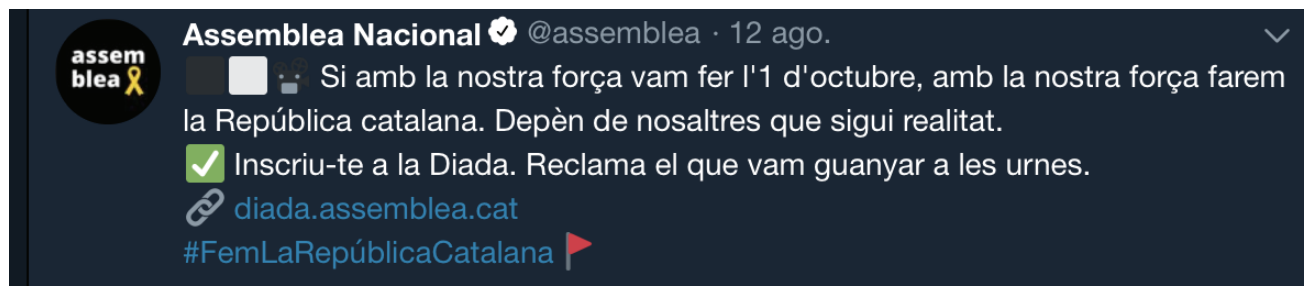 assem
blea
Assemblea Nacional @assemblea · 12 ago.
Si amb la nostra força vam fer l'1 d'octubre, amb la nostra força farem
la República catalana. Depèn de nosaltres que sigui realitat.
✅ Inscriu-te a la Diada. Reclama el que vam guanyar a les urnes.
🔗 diada.assemblea.cat
#FemLaRepúblicaCatalana 🚩